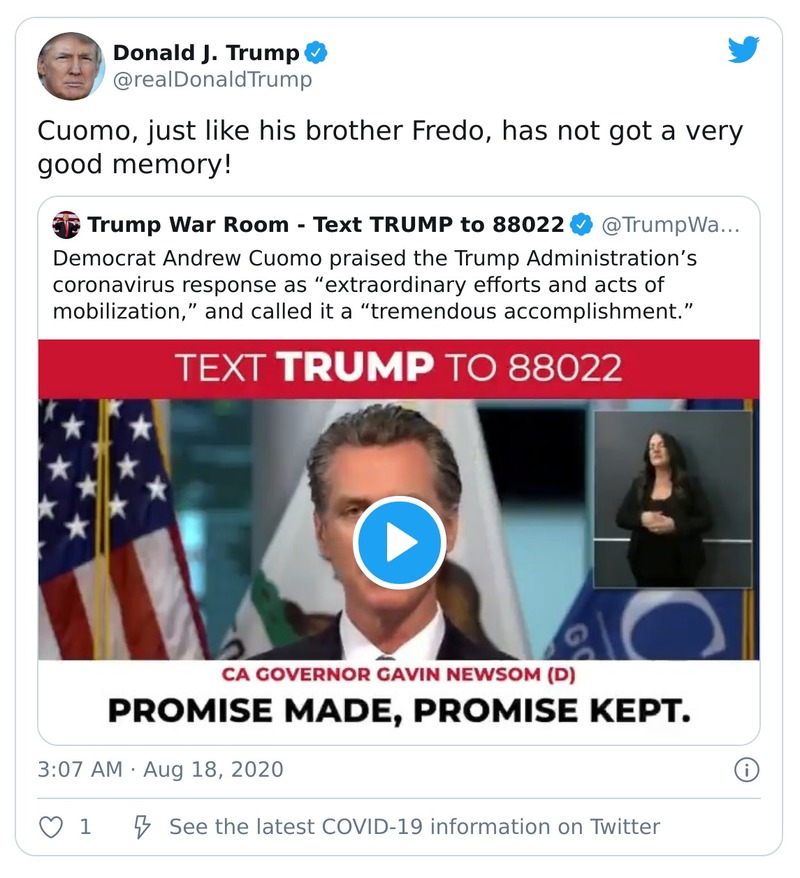 Donald J. Trump
@realDonaldTrump
Cuomo, just like his brother Fredo, has not got a very
good memory!
Trump War Room - Text TRUMP to 88022 @TrumpWa...
Democrat Andrew Cuomo praised the Trump Administration’s
coronavirus response as “extraordinary efforts and acts of
mobilization,” and called it a “tremendous accomplishment.”
TEXT TRUMP TO 88022
CA GOVERNOR GAVIN NEWSOM (D)
PROMISE MADE, PROMISE KEPT.
3:07 AM · Aug 18, 2020
1 See the latest COVID-19 information on Twitter